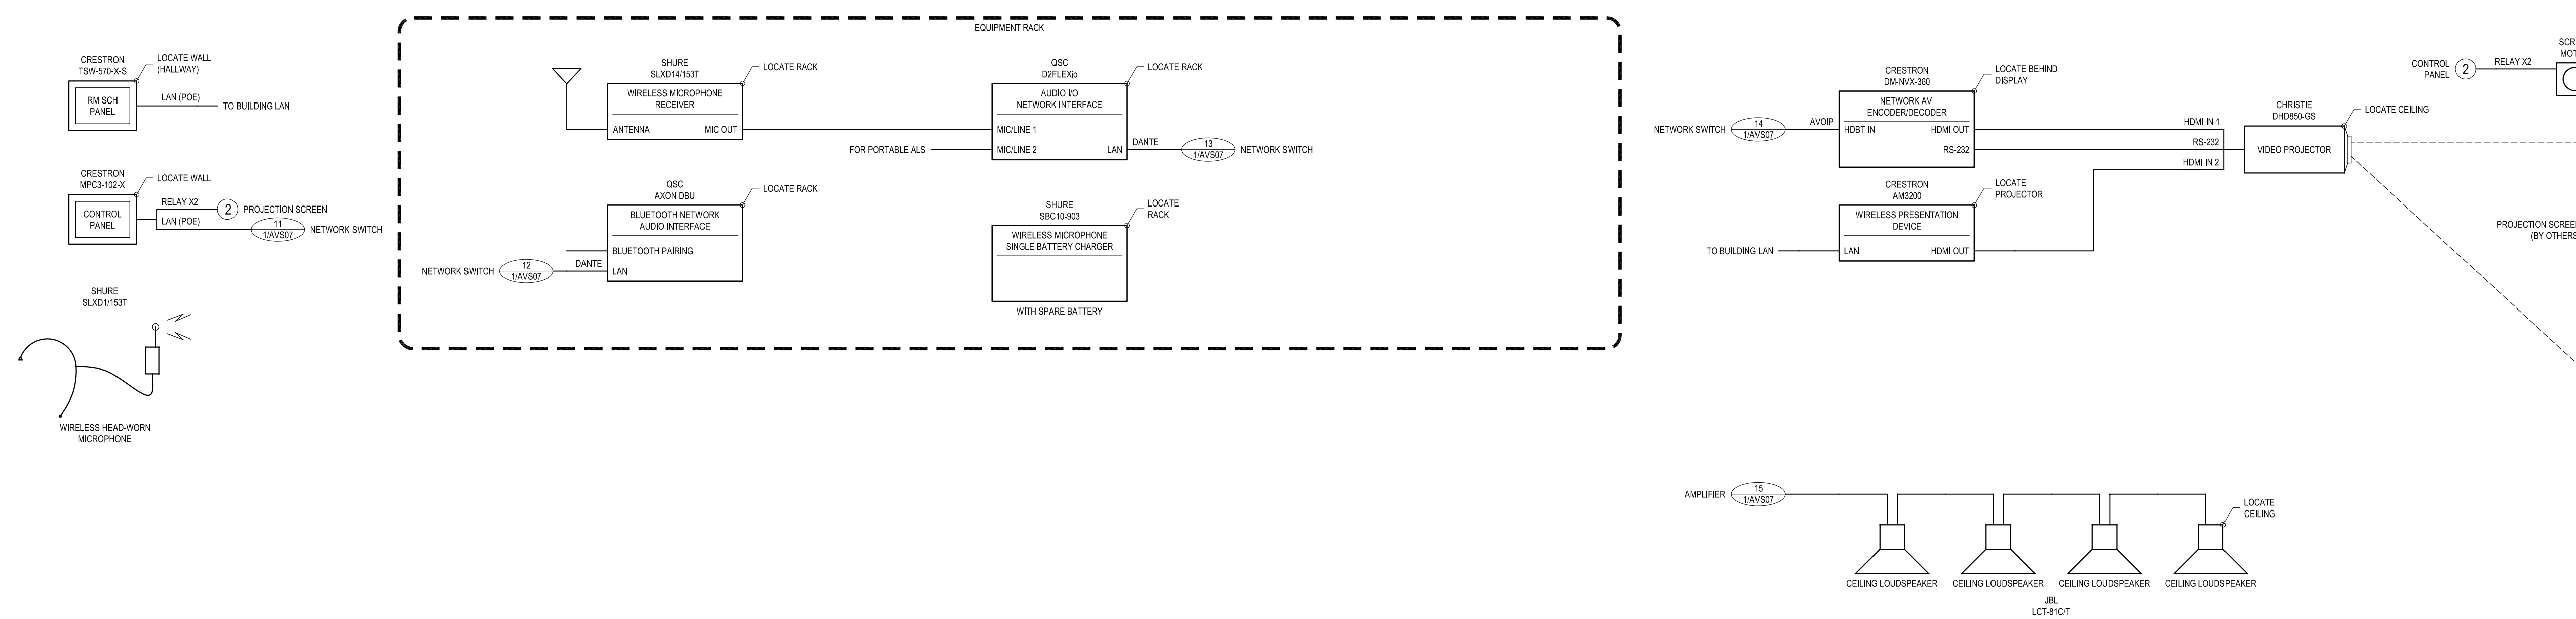 EQUIPMENT RACK
CRESTRON
TSW-570-X-S
LOCATE WALL
(HALLWAY)
RM SCH
PANEL
LAN (POE)
TO BUILDING LAN
CRESTRON
MPC3-102-X
LOCATE WALL
CONTROL
PANEL
RELAY X2
2
PROJECTION SCREEN
LAN (POE)
11
1/AVS07
NETWORK SWITCH
SHURE
SLXD1/153T
WIRELESS HEAD-WORN
MICROPHONE
SHURE
SLXD14/153T
LOCATE RACK
WIRELESS MICROPHONE
RECEIVER
ANTENNA
MIC OUT
QSC
D2FLEXio
LOCATE RACK
AUDIO I/O
NETWORK INTERFACE
MIC/LINE 1
FOR PORTABLE ALS
MIC/LINE 2
LAN
DANTE
13
1/AVS07
NETWORK SWITCH
QSC
AXON DBU
LOCATE RACK
BLUETOOTH NETWORK
AUDIO INTERFACE
BLUETOOTH PAIRING
NETWORK SWITCH
12
1/AVS07
DANTE
LAN
SHURE
SBC10-903
LOCATE
RACK
WIRELESS MICROPHONE
SINGLE BATTERY CHARGER
WITH SPARE BATTERY
CRESTRON
DM-NVX-360
LOCATE BEHIND
DISPLAY
NETWORK AV
ENCODER/DECODER
NETWORK SWITCH
14
1/AVS07
AVOIP
HDBT IN
HDMI OUT
RS-232
HDMI IN 1
RS-232
HDMI IN 2
CHRISTIE
DHD850-GS
LOCATE CEILING
VIDEO PROJECTOR
CRESTRON
AM3200
LOCATE
PROJECTOR
WIRELESS PRESENTATION
DEVICE
TO BUILDING LAN
LAN
HDMI OUT
CONTROL
PANEL
2
RELAY X2
SCR
MOT
PROJECTION SCREE
(BY OTHERS
AMPLIFIER
15
1/AVS07
LOCATE
CEILING
CEILING LOUDSPEAKER
CEILING LOUDSPEAKER
CEILING LOUDSPEAKER
CEILING LOUDSPEAKER
JBL
LCT-81C/T